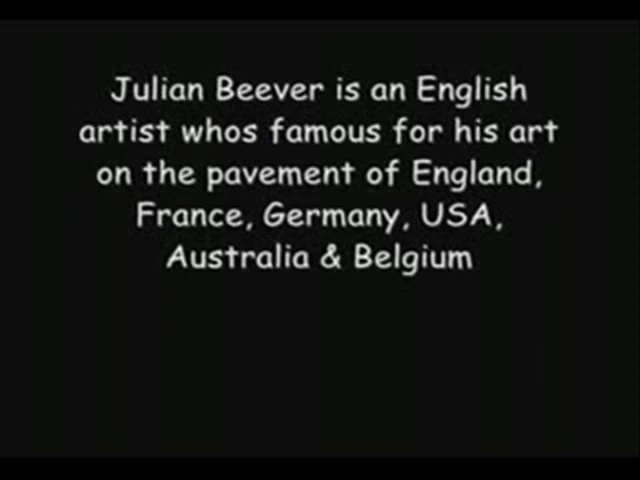 Julian Beever is an English
artist whos famous for his art
on the pavement of England,
France, Germany, USA,
Australia & Belgium